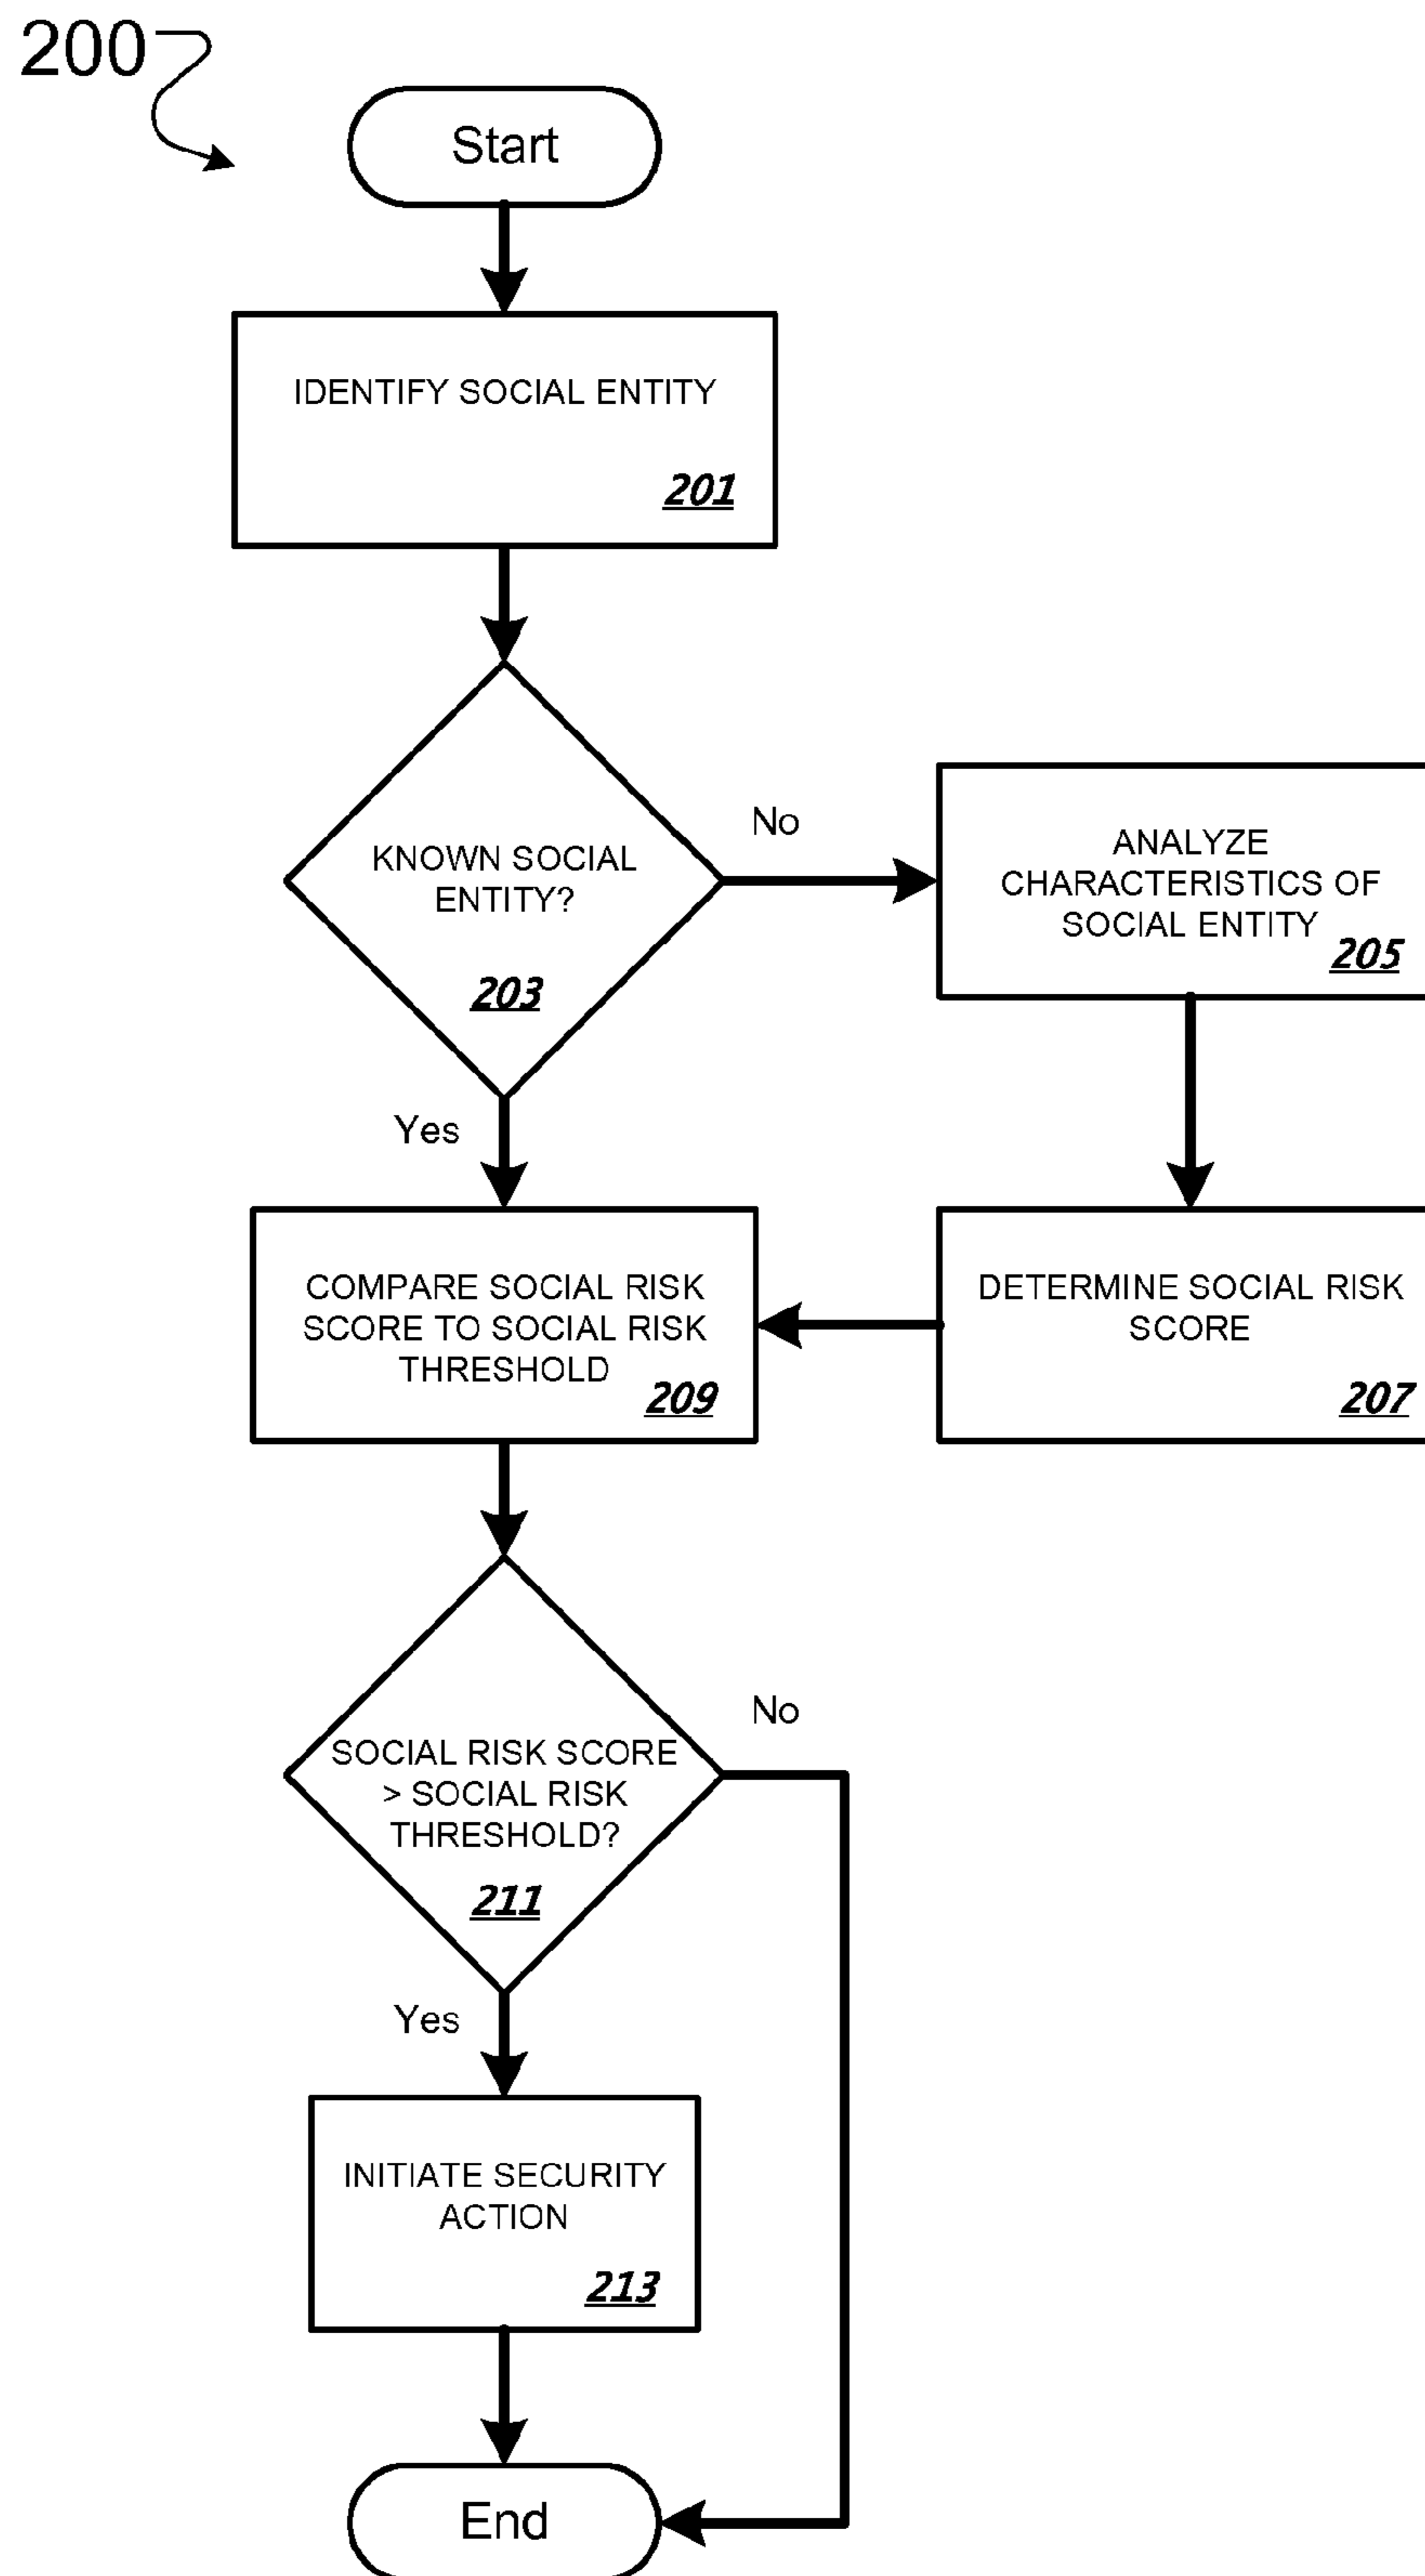 200
Start
IDENTIFY SOCIAL ENTITY
201
KNOWN SOCIAL
ENTITY?
203
No
Yes
ANALYZE
CHARACTERISTICS OF
SOCIAL ENTITY
205
DETERMINE SOCIAL RISK
SCORE
207
COMPARE SOCIAL RISK
SCORE TO SOCIAL RISK
THRESHOLD
209
SOCIAL RISK SCORE
> SOCIAL RISK
THRESHOLD?
211
No
Yes
INITIATE SECURITY
ACTION
213
End